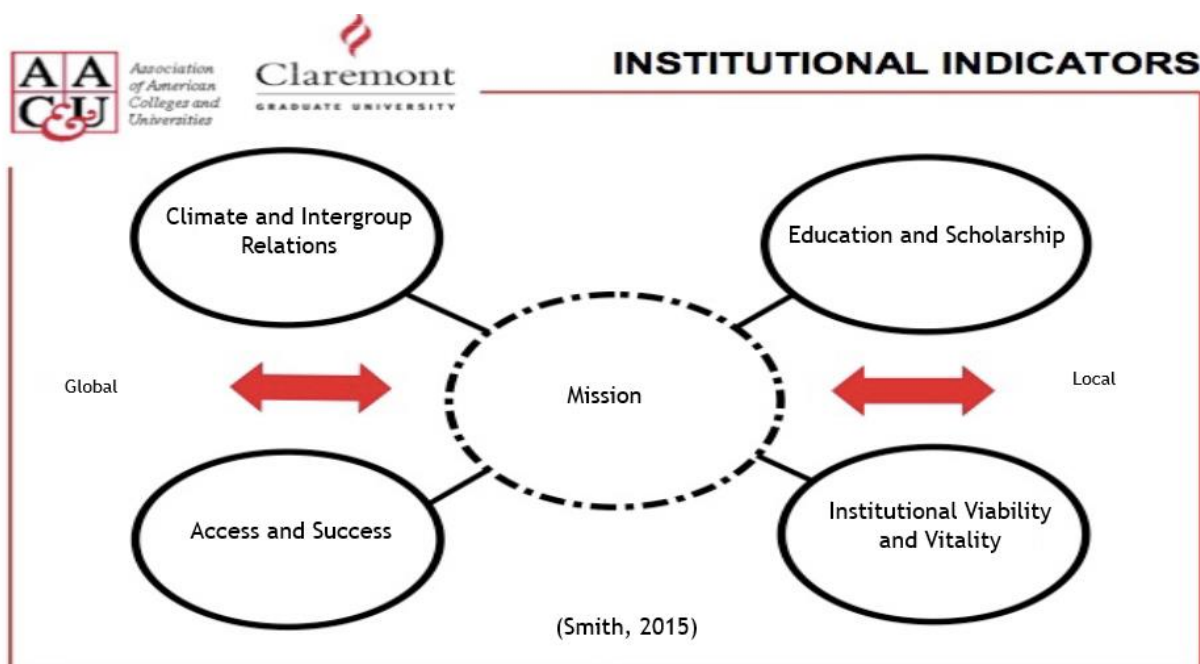 A A
C&U
Association
of American
Colleges and
Universities
Claremont
GRADUATE UNIVERSITY
INSTITUTIONAL INDICATORS
Climate and Intergroup
Relations
Education and Scholarship
Global
Mission
Local
Access and Success
Institutional Viability
and Vitality
(Smith, 2015)